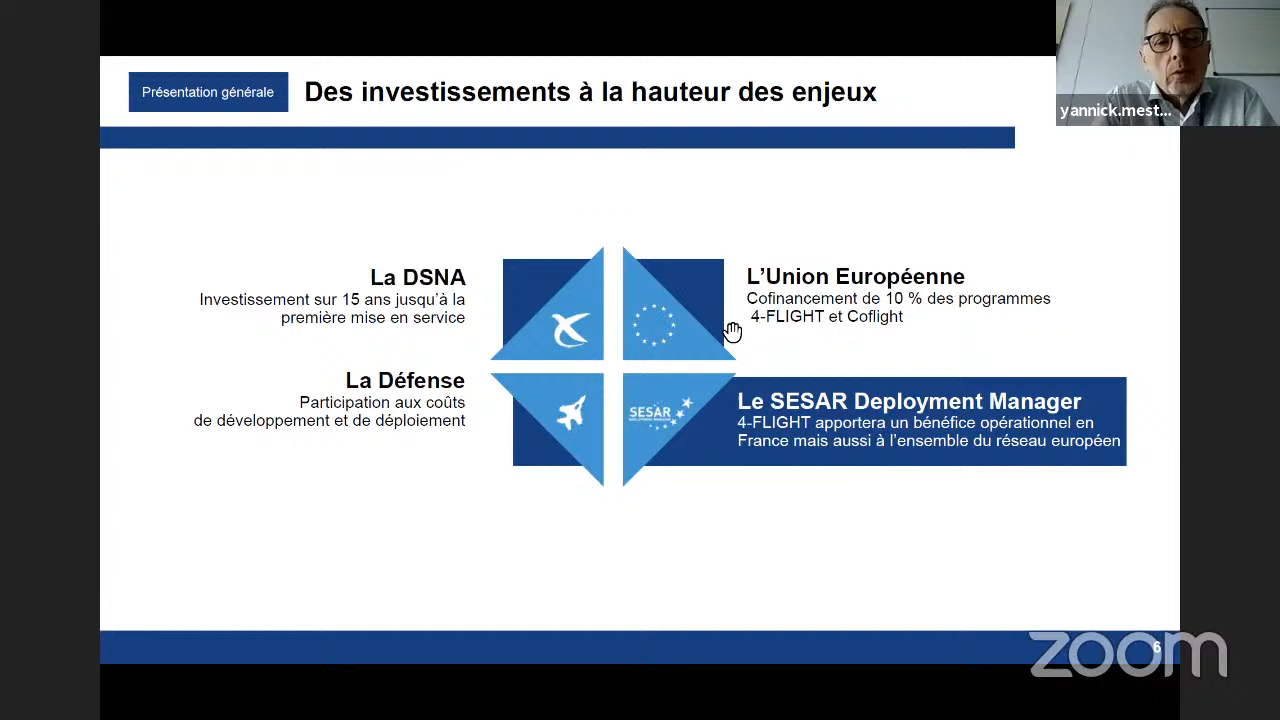 Présentation générale
Des investissements à la hauteur des enjeux
yannick.mest...
La DSNA
Investissement sur 15 ans jusqu'à la
première mise en service
L'Union Européenne
Cofinancement de 10 % des programmes
4-FLIGHT et Coflight
La Défense
Participation aux coûts
de développement et de déploiement
SESAR
DEPLOYMENT MANAGER
Le SESAR Deployment Manager
4-FLIGHT apportera un bénéfice opérationnel en
France mais aussi à l'ensemble du réseau européen
6
zoom